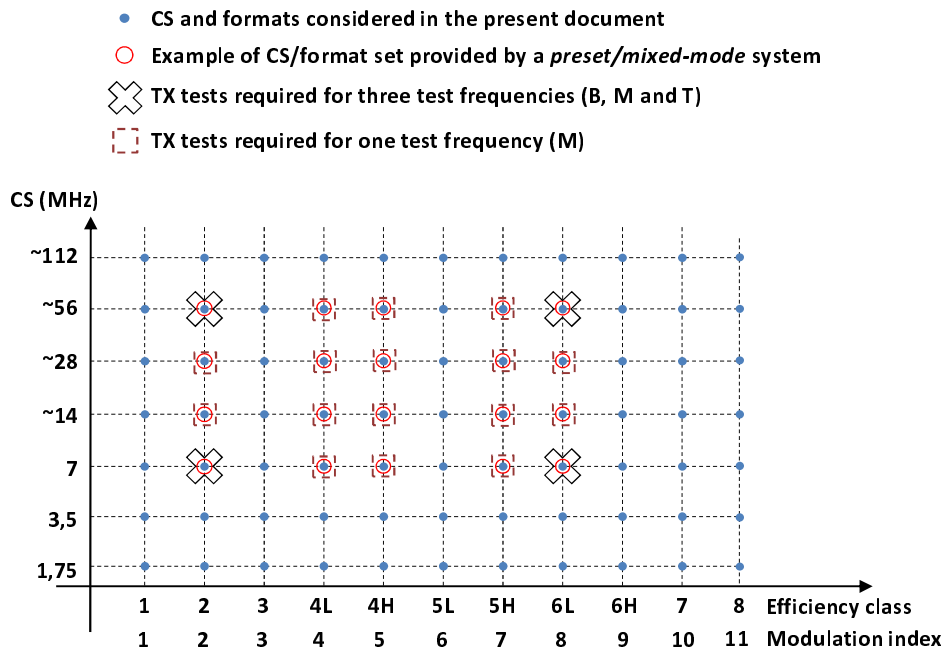 CS and formats considered in the present document
Example of CS/format set provided by a preset/mixed-mode system
TX tests required for three test frequencies (B, M and T)
TX tests required for one test frequency (M)
CS (MHz)
~112
~56
~28
~14
7
3,5
1,75
1 2 3 4L 4H 5L 5H 6L 6H 7 8 Efficiency class
1 2 3 4 5 6 7 8 9 10 11 Modulation index